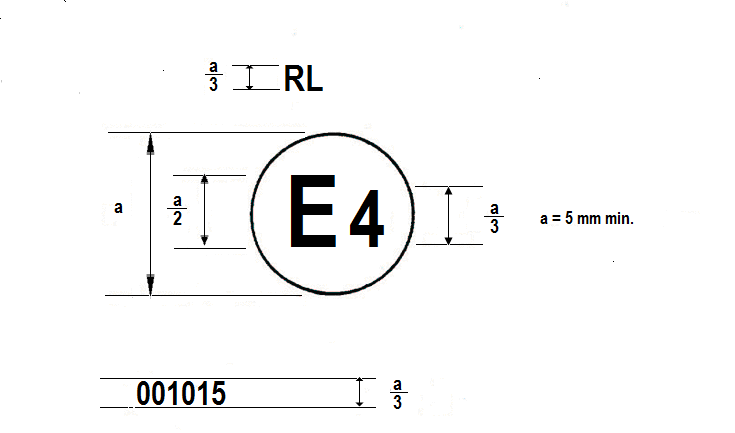 a/3 RL
a a/2 E 4 a/3 a = 5 mm min.
001015 a/3